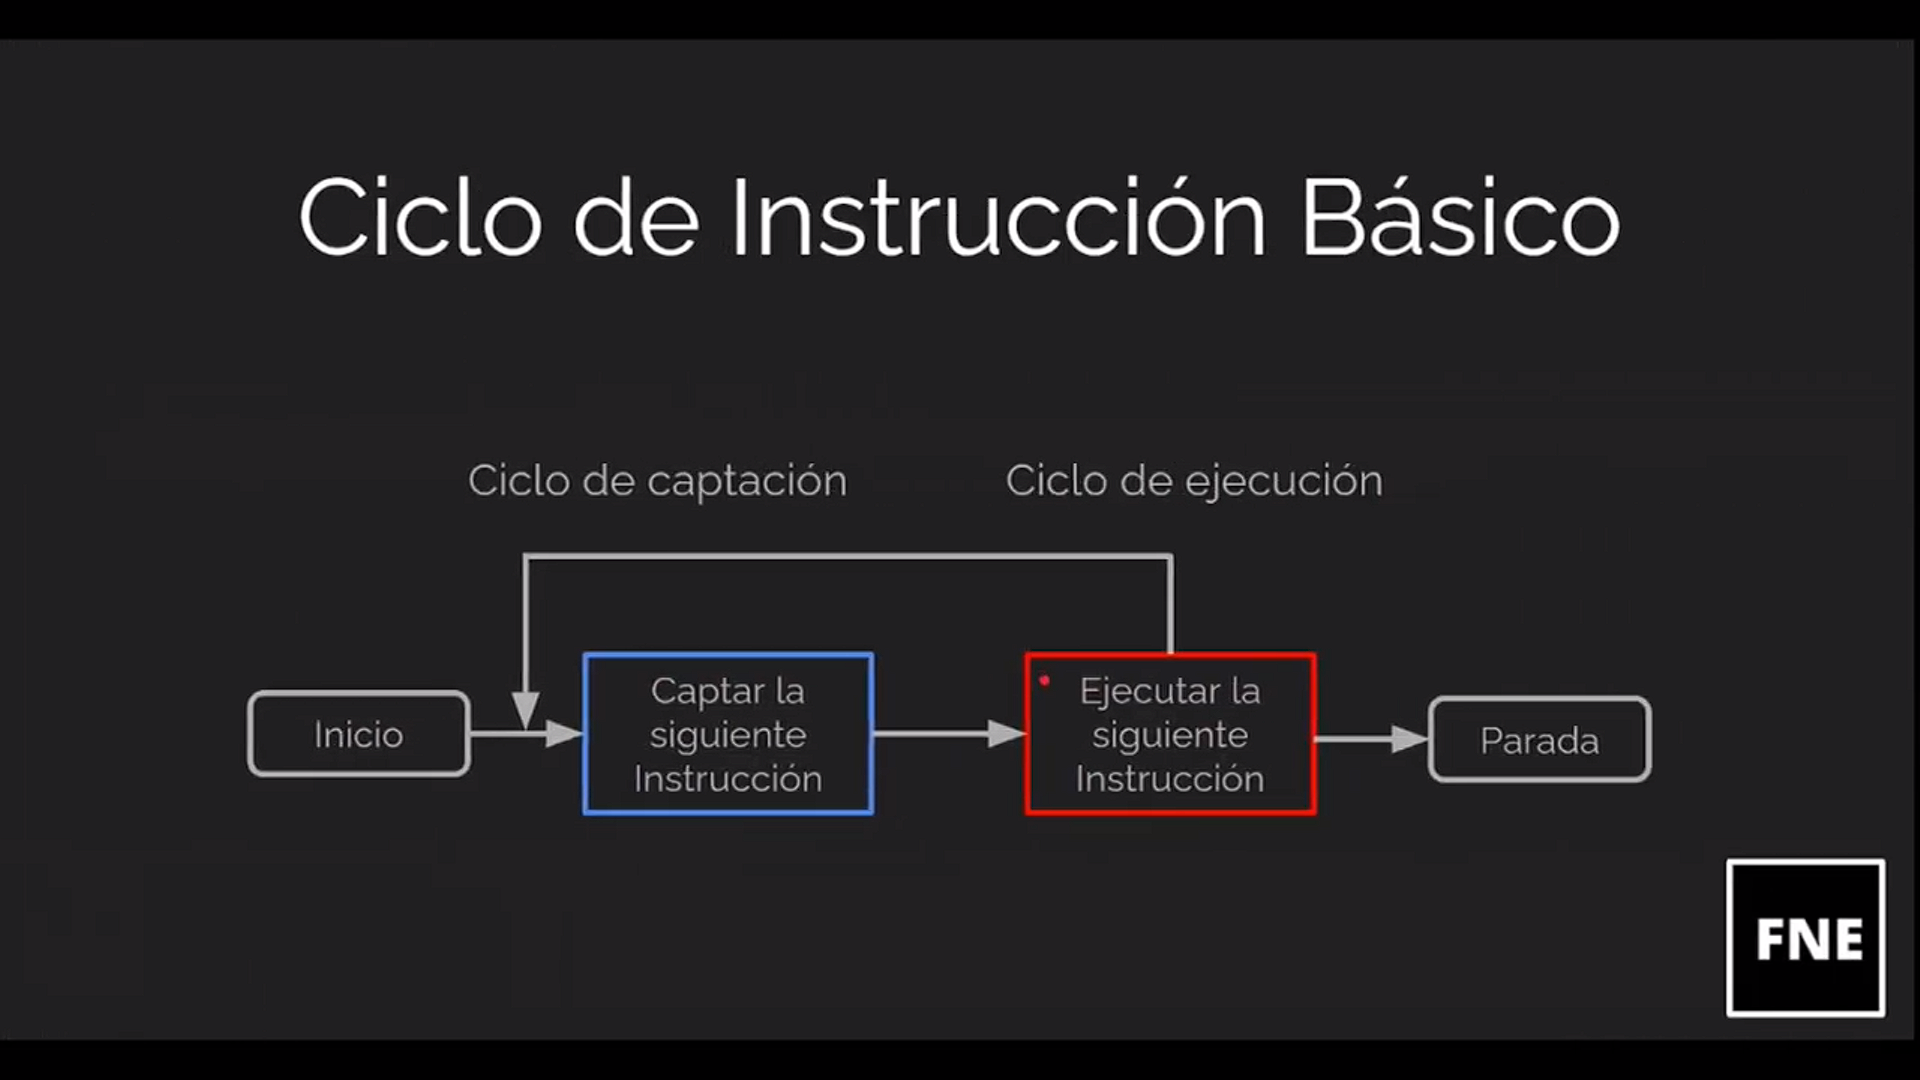 Ciclo de Instrucción Básico
Ciclo de captación
Ciclo de ejecución
Inicio
Captar la
siguiente
Instrucción
Ejecutar la
siguiente
Instrucción
Parada
FNE